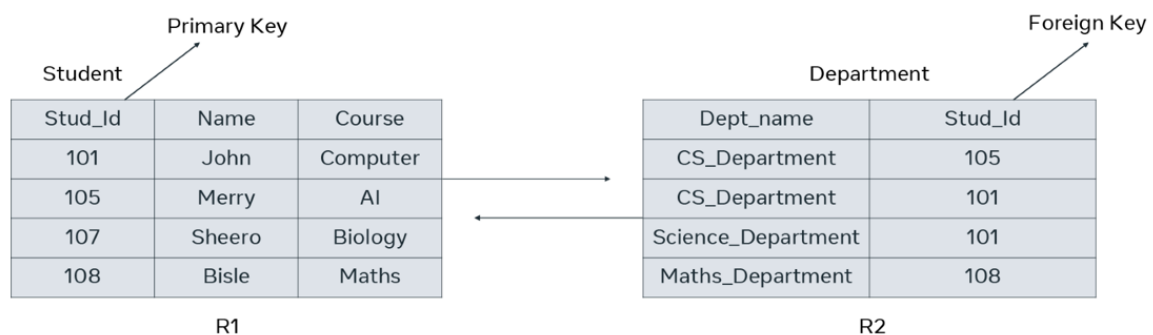 Primary Key
Foreign Key
Student
Department
Stud_Id Name Course
101 John Computer
105 Merry AI
107 Sheero Biology
108 Bisle Maths
Dept_name Stud_Id
CS_Department 105
CS_Department 101
Science_Department 101
Maths_Department 108
R1
R2